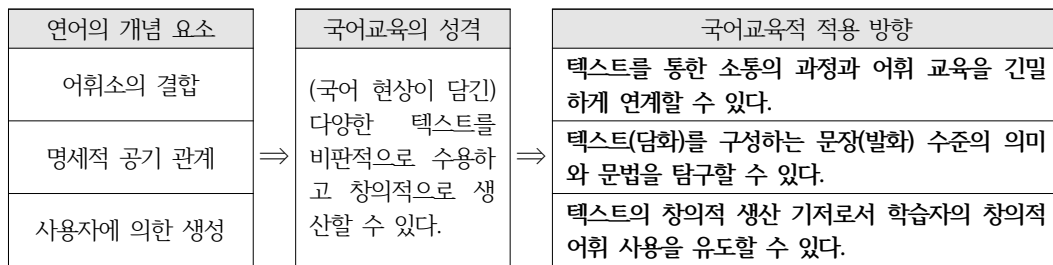 연어의 개념 요소
국어교육의 성격
국어교육적 적용 방향
어휘소의 결합
명세적 공기 관계
사용자에 의한 생성
⇒
(국어 현상이 담긴)
다양한 텍스트를
비판적으로 수용하
고 창의적으로 생
산할 수 있다.
⇒
텍스트를 통한 소통의 과정과 어휘 교육을 긴밀
하게 연계할 수 있다.
텍스트(담화)를 구성하는 문장(발화) 수준의 의미
와 문법을 탐구할 수 있다.
텍스트의 창의적 생산 기저로서 학습자의 창의적
어휘 사용을 유도할 수 있다.